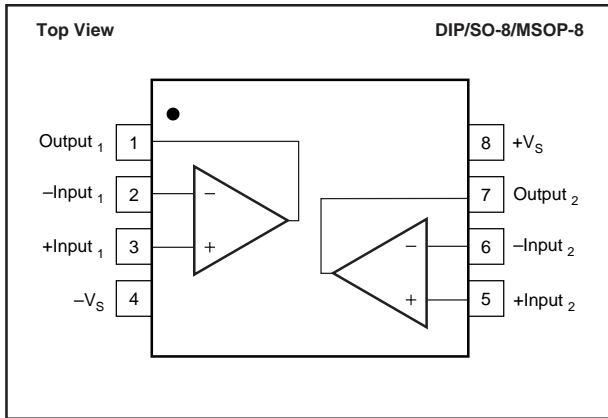 Top View DIP/SO-8/MSOP-8
Output 1 1 8 +VS
–Input 1 2 – 7 Output 2
+Input 1 3 + – 6 –Input 2
–VS 4 + 5 +Input 2